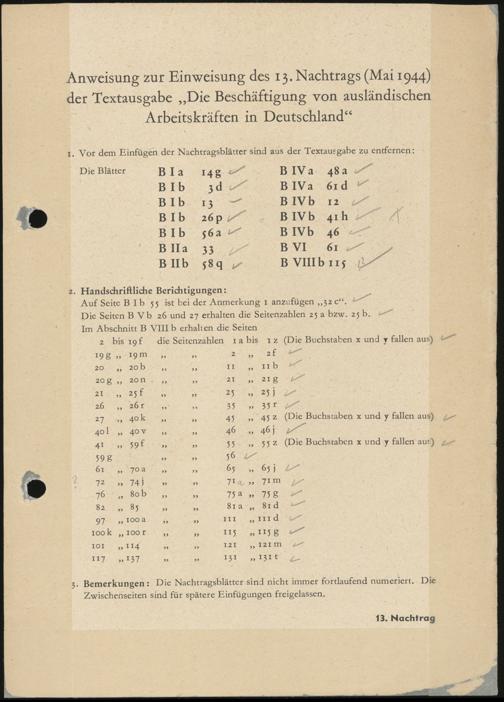 Anweisung zur Einweisung des 13. Nachtrags (Mai 1944)
der Textausgabe „Die Beschäftigung von ausländischen
Arbeitskräften in Deutschland“
1. Vor dem Einfügen der Nachtragsblätter sind aus der Textausgabe zu entfernen:
Die Blätter B I a 14 g B IV a 48 a
B I b 3 d B IV a 61 d
B I b 13 B IV b 12
B I b 26 p B IV b 41 h
B I b 56 a B IV b 46
B II a 33 B VI 61
B II b 58 q B VIII b 115
2. Handschriftliche Berichtigungen:
Auf Seite B I b 55 ist bei der Anmerkung 1 anzufügen „32 c“.
Die Seiten B V b 26 und 27 erhalten die Seitenzahlen 25 a bzw. 25 b.
Im Abschnitt B VIII b erhalten die Seiten
2 bis 19 f die Seitenzahlen 1 a bis 1 z (Die Buchstaben x und y fallen aus)
19 g „ 19 m „ „ 2 „ 2 f
20 „ 20 b „ „ 11 „ 11 b
20 g „ 20 n „ „ 21 „ 21 g
21 „ 25 f „ „ 25 „ 25 j
26 „ 26 r „ „ 35 „ 35 r
27 „ 40 k „ „ 45 „ 45 z (Die Buchstaben x und y fallen aus)
40 l „ 40 v „ „ 46 „ 46 j
41 „ 59 f „ „ 55 „ 55 z (Die Buchstaben x und y fallen aus)
59 g „ „ 56
61 „ 70 a „ „ 65 „ 65 j
72 „ 74 j „ „ 71 a „ 71 m
76 „ 80 b „ „ 75 a „ 75 g
82 „ 85 „ „ 81 a „ 81 d
97 „ 100 a „ „ 111 „ 111 d
100 k „ 100 r „ „ 115 „ 115 g
101 „ 114 „ „ 121 „ 121 m
117 „ 137 „ „ 131 „ 131 t
3. Bemerkungen: Die Nachtragsblätter sind nicht immer fortlaufend numeriert. Die
Zwischenseiten sind für spätere Einfügungen freigelassen.
13. Nachtrag